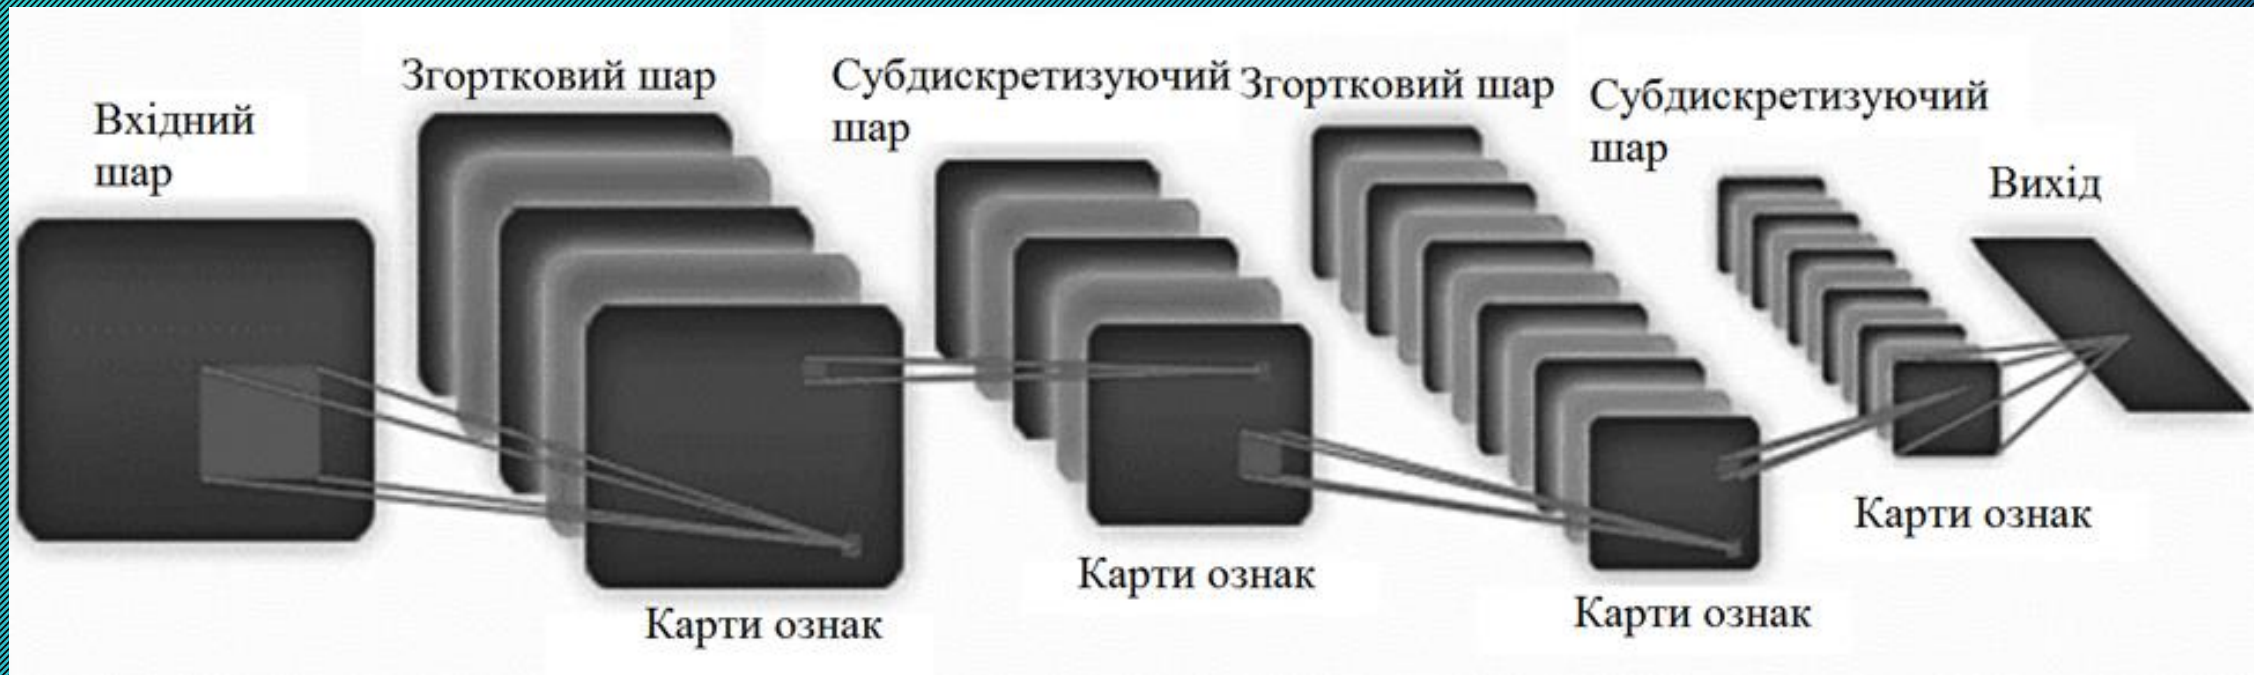 Вхідний
шар
Згортковий шар
Субдискретизуючий
шар
Згортковий шар
Субдискретизуючий
шар
Вихід
Карти ознак
Карти ознак
Карти ознак
Карти ознак